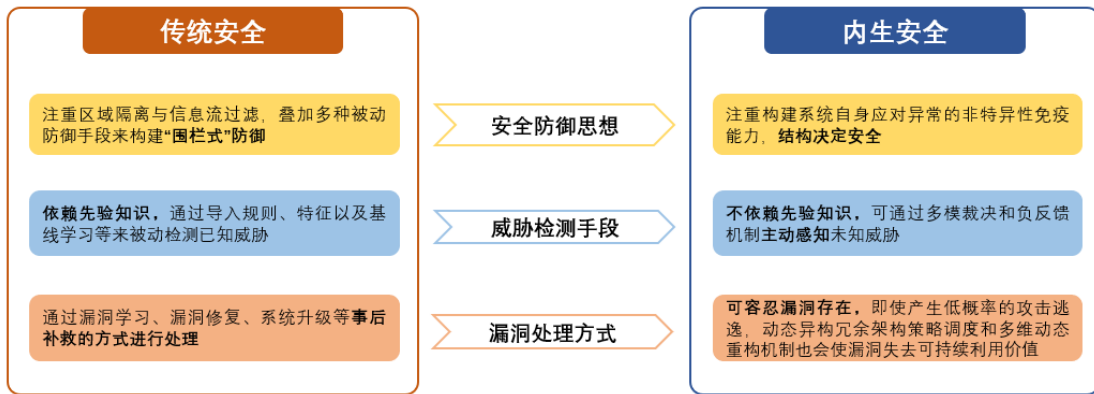 传统安全
内生安全
注重区域隔离与信息流过滤，叠加多种被动
防御手段来构建“围栏式”防御
安全防御思想
注重构建系统自身应对异常的非特异性免疫
能力，结构决定安全
依赖先验知识，通过导入规则、特征以及基
线学习等来被动检测已知威胁
威胁检测手段
不依赖先验知识，可通过多模裁决和负反馈
机制主动感知未知威胁
通过漏洞学习、漏洞修复、系统升级等事后
补救的方式进行处理
漏洞处理方式
可容忍漏洞存在，即使产生低概率的攻击逃
逸，动态异构冗余架构策略调度和多维动态
重构机制也会使漏洞失去可持续利用价值